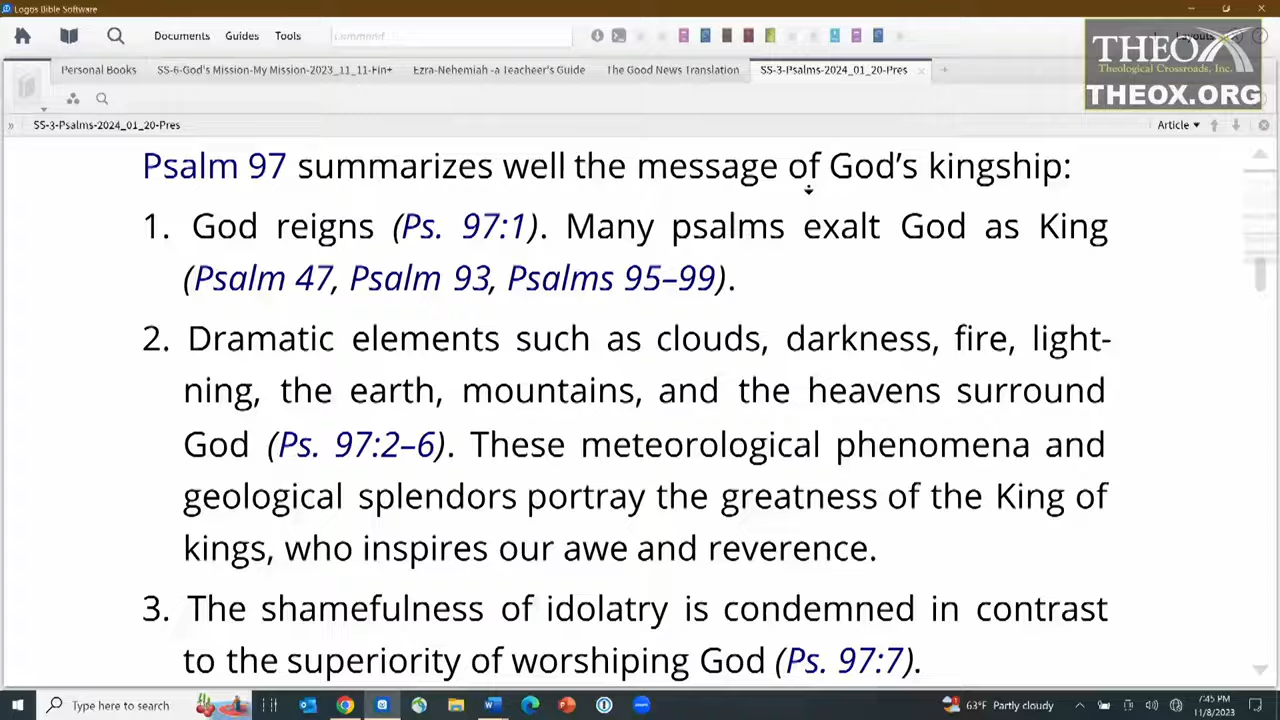 Logos Bible Software
Documents Guides Tools Command
THEOX
Theological Crossroads, Inc.
THEOX.ORG
Personal Books SS-6-God's Mission-My Mission-2023_11_11-Fin+ The Good News Translation SS-3-Psalms-2024_01_20-Pres
SS-3-Psalms-2024_01_20-Pres Article
Psalm 97 summarizes well the message of God's kingship:
1. God reigns (Ps. 97:1). Many psalms exalt God as King
(Psalm 47, Psalm 93, Psalms 95–99).
2. Dramatic elements such as clouds, darkness, fire, light-
ning, the earth, mountains, and the heavens surround
God (Ps. 97:2–6). These meteorological phenomena and
geological splendors portray the greatness of the King of
kings, who inspires our awe and reverence.
3. The shamefulness of idolatry is condemned in contrast
to the superiority of worshiping God (Ps. 97:7).
Type here to search 63°F Partly cloudy 7:45 PM
11/8/2023